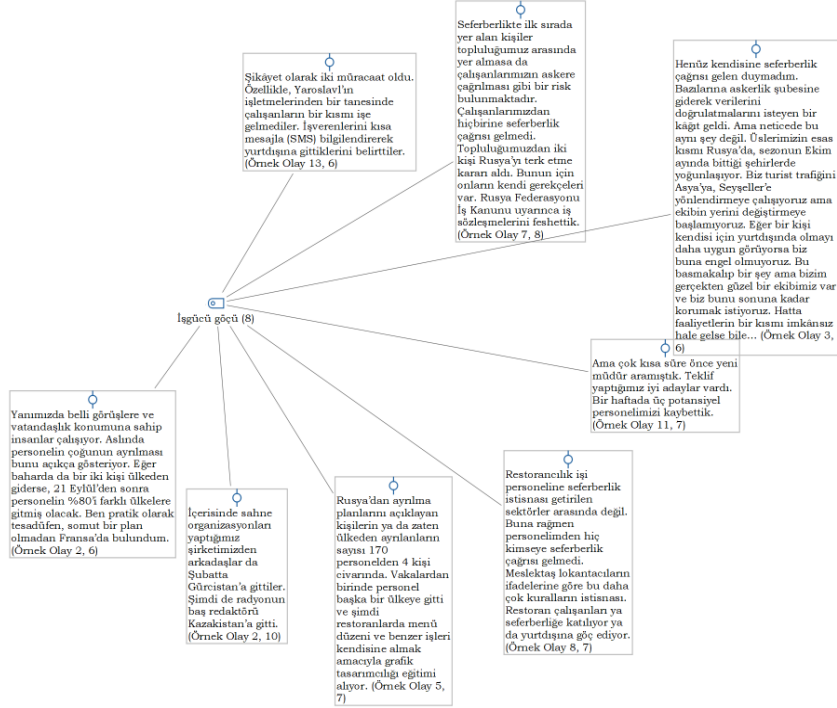 Şikâyet olarak iki müracaat oldu.
Özellikle, Yaroslavl'ın
işletmelerinden bir tanesinde
çalışanların bir kısmı işe
gelmediler. İşverenlerini kısa
mesajla (SMS) bilgilendirerek
yurtdışına gittiklerini belirttiler.
(Örnek Olay 13, 6)
Seferberlikte ilk sırada
yer alan kişiler
topluluğumuz arasında
yer almasa da
çalışanlarımızın askere
çağrılması gibi bir risk
bulunmaktadır.
Çalışanlarımızdan
hiçbirine seferberlik
çağrısı gelmedi.
Topluluğumuzdan iki
kişi Rusya'yı terk etme
kararı aldı. Bunun için
onların kendi gerekçeleri
var. Rusya Federasyonu
İş Kanunu uyarınca iş
sözleşmelerini feshettik.
(Örnek Olay 7, 8)
Henüz kendisine seferberlik
çağrısı gelen duymadım.
Bazılarına askerlik şubesine
giderek verilerini
doğrulatmalarını isteyen bir
kâğıt geldi. Ama neticede bu
aynı şey değil. Üslerimizin esas
kısmı Rusya'da, sezonun Ekim
ayında bittiği şehirlerde
yoğunlaşıyor. Biz turist trafiğini
Asya'ya, Seyşeller'e
yönlendirmeye çalışıyoruz ama
ekibin yerini değiştirmeye
başlamıyoruz. Eğer bir kişi
kendisi için yurtdışında olmayı
daha uygun görüyorsa biz
buna engel olmuyoruz. Bu
basmakalıp bir şey ama bizim
gerçekten güzel bir ekibimiz var
ve biz bunu sonuna kadar
korumak istiyoruz. Hatta
faaliyetlerin bir kısmı imkânsız
hale gelse bile... (Örnek Olay 3,
6)
İşgücü göçü (8)
Ama çok kısa süre önce yeni
müdür aramıştık. Teklif
yaptığımız iyi adaylar vardı.
Bir haftada üç potansiyel
personelimizi kaybettik.
(Örnek Olay 11, 7)
Yanımızda belli görüşlere ve
vatandaşlık konumuna sahip
insanlar çalışıyor. Aslında
personelin çoğunun ayrılması
bunu açıkça gösteriyor. Eğer
baharda da bir iki kişi ülkeden
giderse, 21 Eylül'den sonra
personelin %80'i farklı ülkelere
gitmiş olacak. Ben pratik olarak
tesadüfen, somut bir plan
olmadan Fransa'da bulundum.
(Örnek Olay 2, 6)
İçerisinde sahne
organizasyonları
yaptığımız
şirketimizden
arkadaşlar da
Şubatta
Gürcistan'a gittiler.
Şimdi de radyonun
baş redaktörü
Kazakistan'a gitti.
(Örnek Olay 2, 10)
Rusya'dan ayrılma
planlarını açıklayan
kişilerin ya da zaten
ülkeden ayrılanların
sayısı 170
personelden 4 kişi
civarında. Vakalardan
birinde personel
başka bir ülkeye gitti
ve şimdi
restoranlarda menü
düzeni ve benzer işleri
kendisine almak
amacıyla grafik
tasarımcılığı eğitimi
alıyor. (Örnek Olay 5,
7)
Restorancılık işi
personeline seferberlik
istisnası getirilen
sektörler arasında değil.
Buna rağmen
personelimden hiç
kimseye seferberlik
çağrısı gelmedi.
Meslektaş lokantacıların
ifadelerine göre bu daha
çok kuralların istisnası.
Restoran çalışanları ya
seferberliğe katılıyor ya
da yurtdışına göç ediyor.
(Örnek Olay 8, 7)